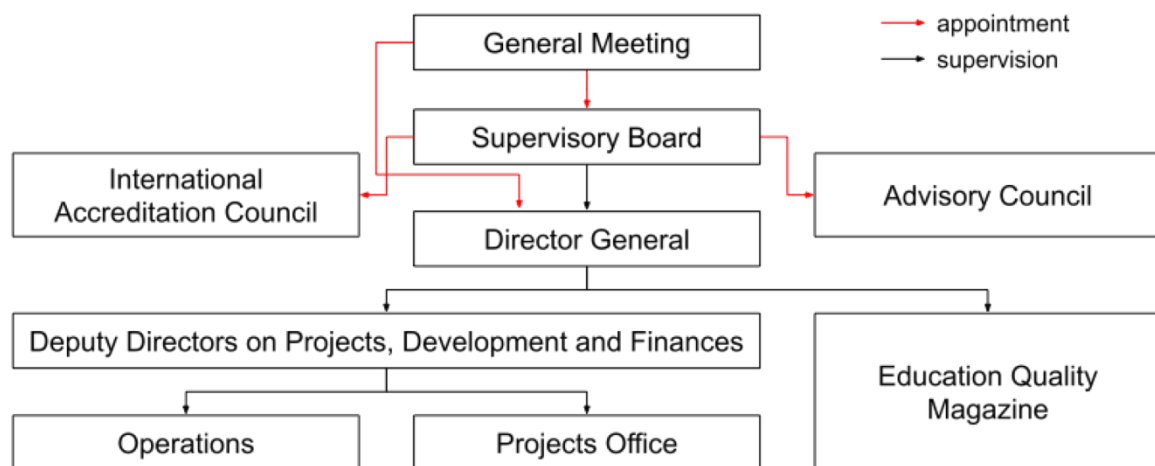 General Meeting
appointment
supervision
Supervisory Board
International
Accreditation Council
Advisory Council
Director General
Deputy Directors on Projects, Development and Finances
Education Quality
Magazine
Operations
Projects Office